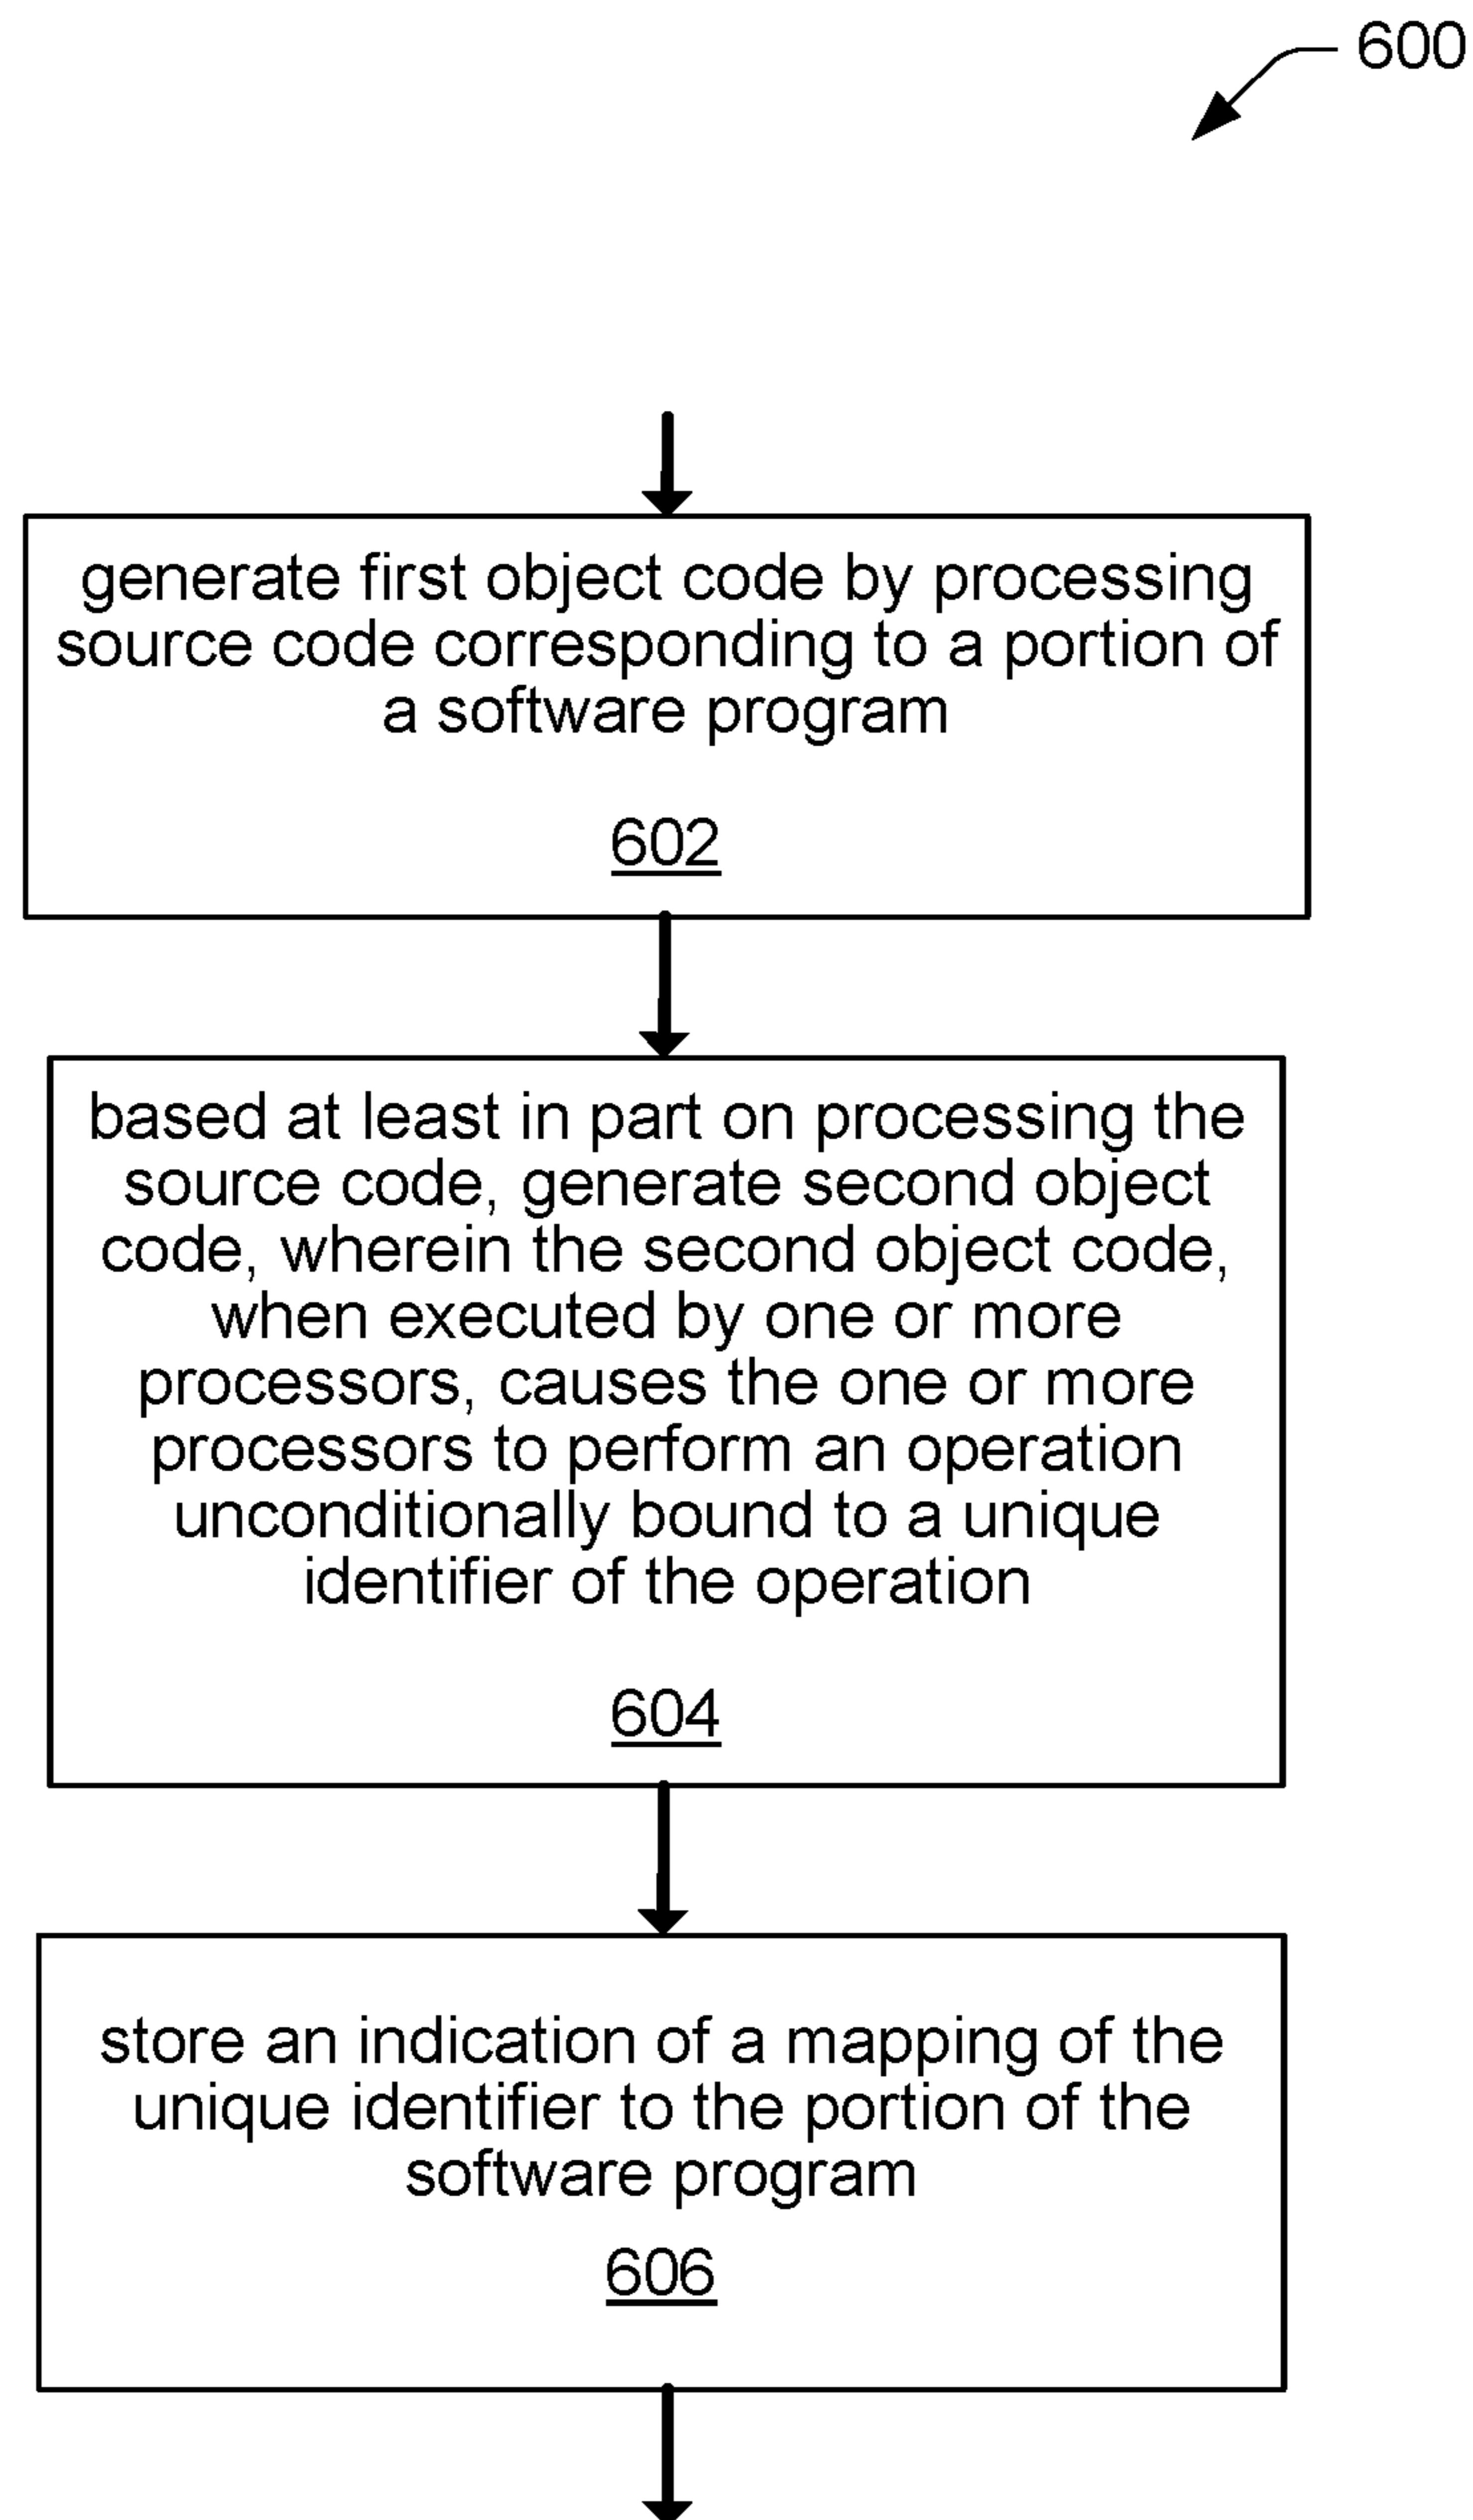 600
generate first object code by processing
source code corresponding to a portion of
a software program
602
based at least in part on processing the
source code, generate second object
code, wherein the second object code,
when executed by one or more
processors, causes the one or more
processors to perform an operation
unconditionally bound to a unique
identifier of the operation
604
store an indication of a mapping of the
unique identifier to the portion of the
software program
606